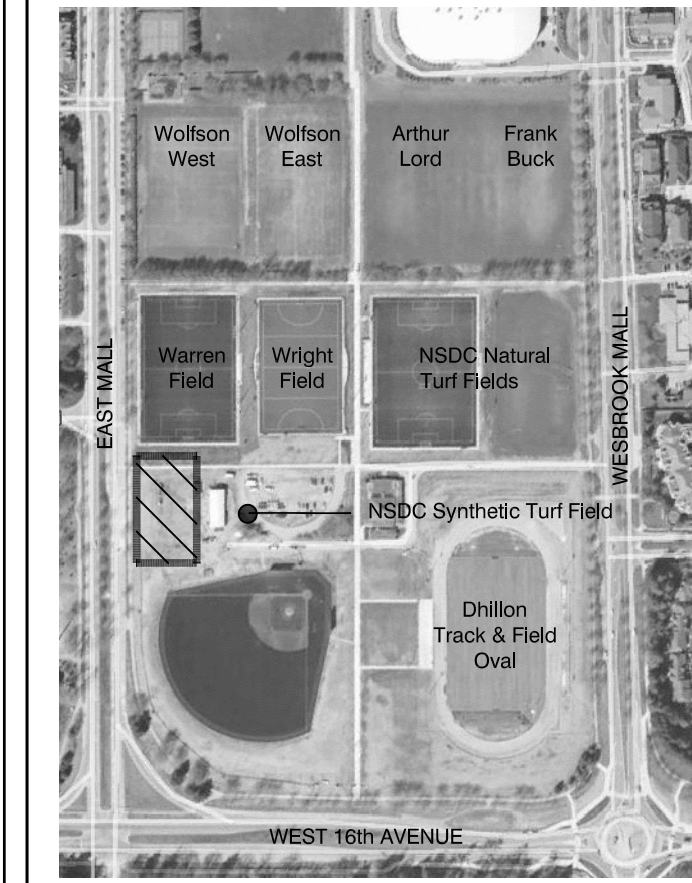 Wolfson
West
Wolfson
East
Arthur
Lord
Frank
Buck
Warren
Field
Wright
Field
NSDC Natural
Turf Fields
EAST MALL
WESBROOK MALL
NSDC Synthetic Turf Field
Dhillon
Track & Field
Oval
WEST 16th AVENUE